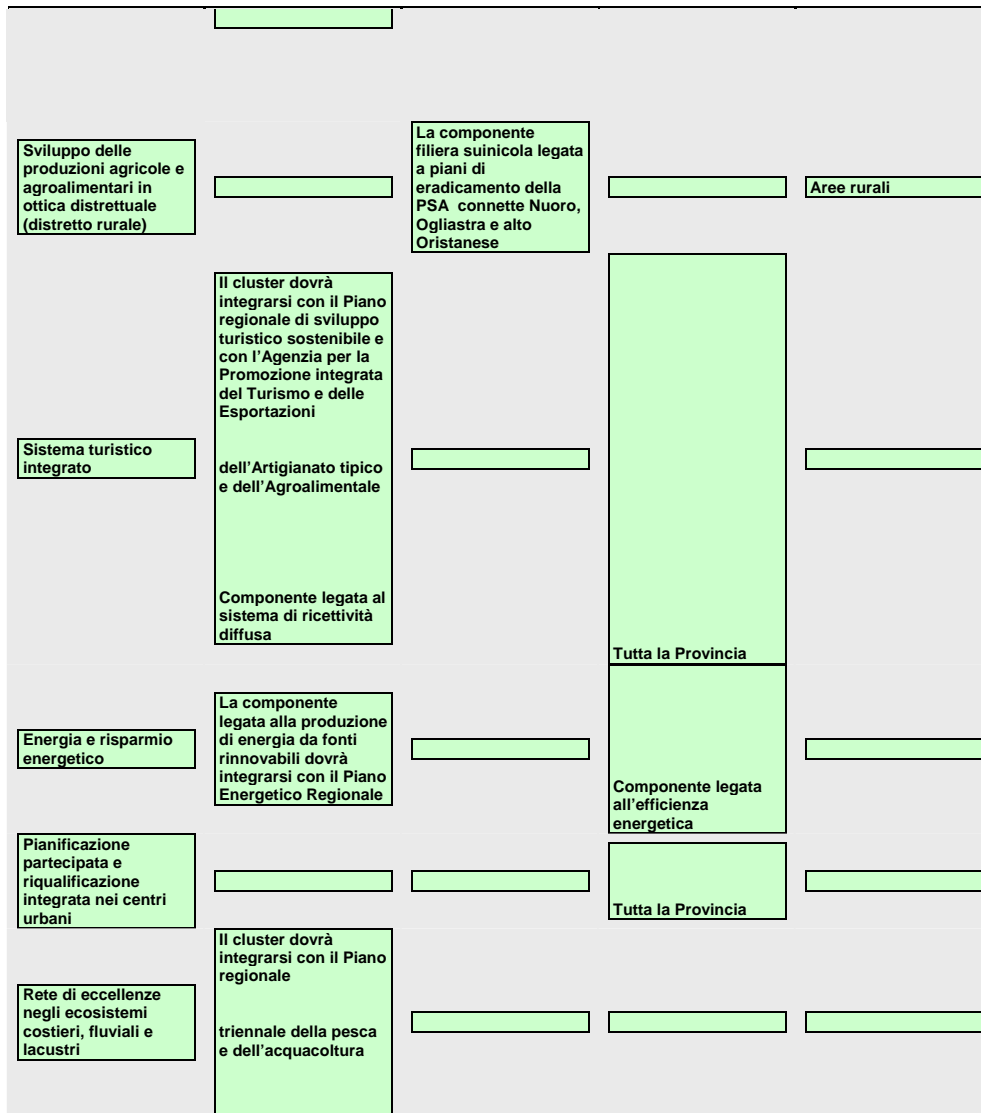 Sviluppo delle
produzioni agricole e
agroalimentari in
ottica distrettuale
(distretto rurale)
La componente
filiera suinicola legata
a piani di
eradicamento della
PSA connette Nuoro,
Ogliastra e alto
Oristanese
Aree rurali
Sistema turistico
integrato
Il cluster dovrà
integrarsi con il Piano
regionale di sviluppo
turistico sostenibile e
con l'Agenzia per la
Promozione integrata
del Turismo e delle
Esportazioni
dell'Artigianato tipico
e dell'Agroalimentale
Componente legata al
sistema di ricettività
diffusa
Tutta la Provincia
Energia e risparmio
energetico
La componente
legata alla produzione
di energia da fonti
rinnovabili dovrà
integrarsi con il Piano
Energetico Regionale
Componente legata
all'efficienza
energetica
Pianificazione
partecipata e
riqualificazione
integrata nei centri
urbani
Tutta la Provincia
Rete di eccellenze
negli ecosistemi
costieri, fluviali e
lacustri
Il cluster dovrà
integrarsi con il Piano
regionale
triennale della pesca
e dell'acquacoltura